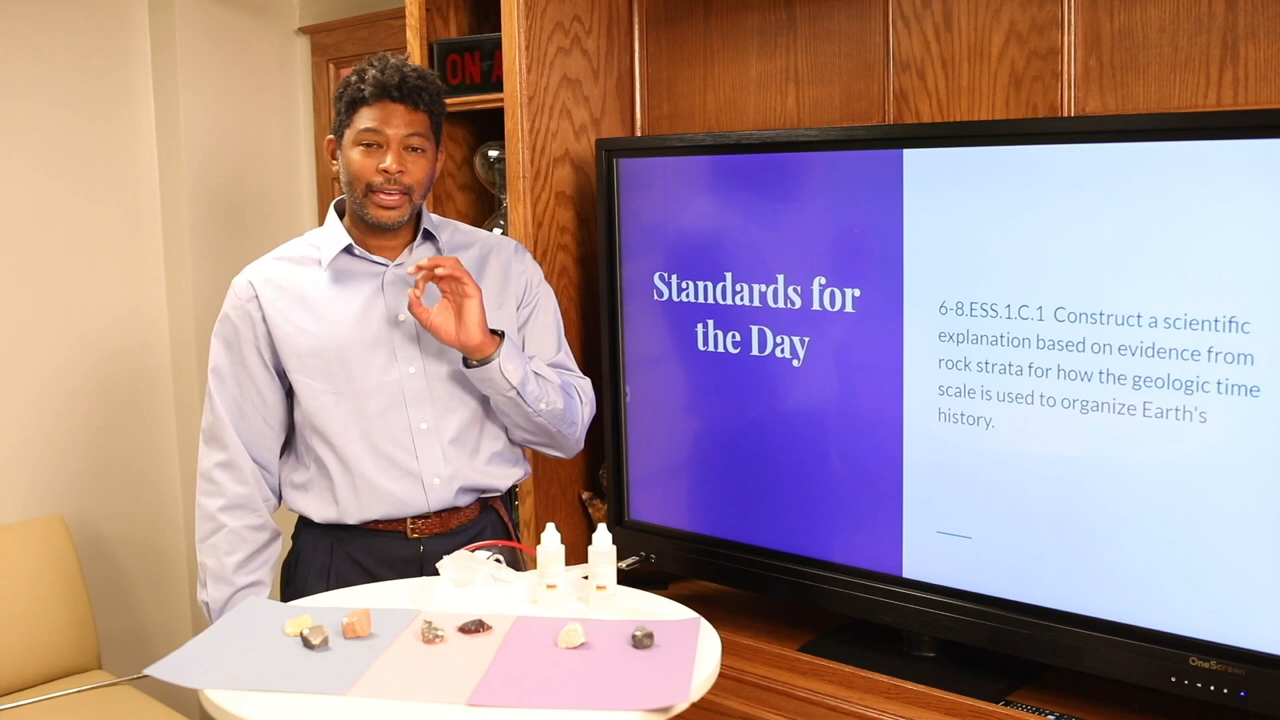 ON A
Standards for
the Day
6-8.ESS.1.C.1 Construct a scientific
explanation based on evidence from
rock strata for how the geologic time
scale is used to organize Earth's
history.
OneScreen